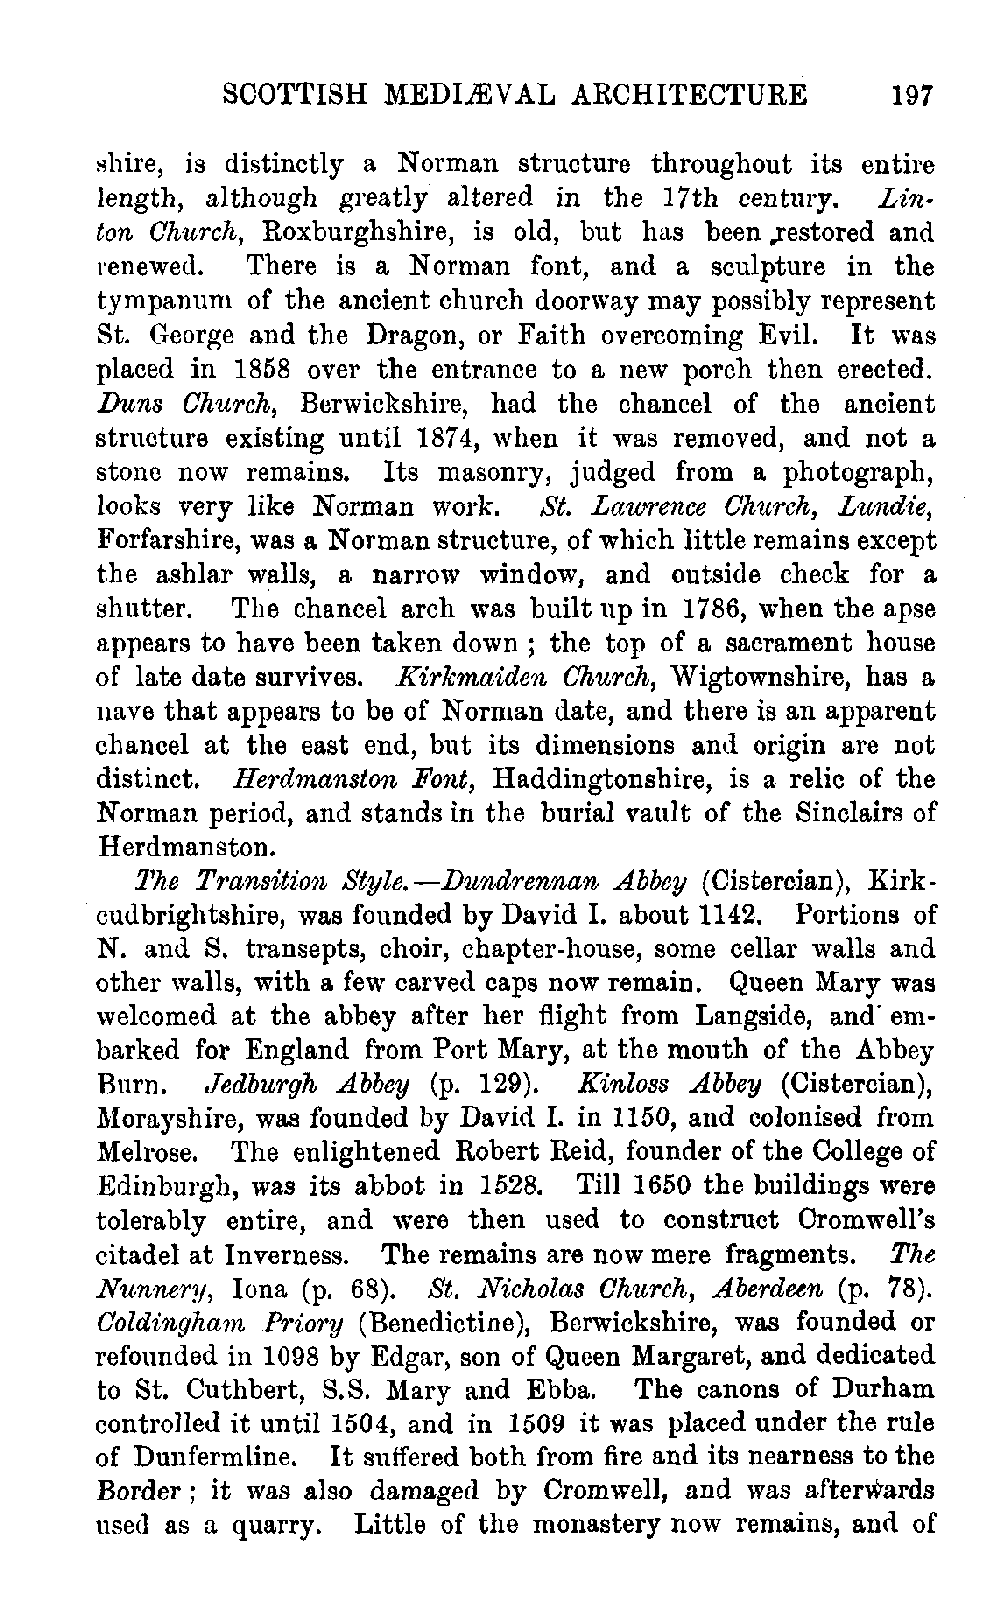 SCOTTISH MEDIÆVAL ARCHITECTURE 197
shire, is distinctly a Norman structure throughout its entire
length, although greatly altered in the 17th century. Lin-
ton Church, Roxburghshire, is old, but has been restored and
renewed. There is a Norman font, and a sculpture in the
tympanum of the ancient church doorway may possibly represent
St. George and the Dragon, or Faith overcoming Evil. It was
placed in 1858 over the entrance to a new porch then erected.
Duns Church, Berwickshire, had the chancel of the ancient
structure existing until 1874, when it was removed, and not a
stone now remains. Its masonry, judged from a photograph,
looks very like Norman work. St. Lawrence Church, Lundie,
Forfarshire, was a Norman structure, of which little remains except
the ashlar walls, a narrow window, and outside check for a
shutter. The chancel arch was built up in 1786, when the apse
appears to have been taken down ; the top of a sacrament house
of late date survives. Kirkmaiden Church, Wigtownshire, has a
nave that appears to be of Norman date, and there is an apparent
chancel at the east end, but its dimensions and origin are not
distinct. Herdmanston Font, Haddingtonshire, is a relic of the
Norman period, and stands in the burial vault of the Sinclairs of
Herdmanston.
The Transition Style.—Dundrennan Abbey (Cistercian), Kirk-
cudbrightshire, was founded by David I. about 1142. Portions of
N. and S. transepts, choir, chapter-house, some cellar walls and
other walls, with a few carved caps now remain. Queen Mary was
welcomed at the abbey after her flight from Langside, and em-
barked for England from Port Mary, at the mouth of the Abbey
Burn. Jedburgh Abbey (p. 129). Kinloss Abbey (Cistercian),
Morayshire, was founded by David I. in 1150, and colonised from
Melrose. The enlightened Robert Reid, founder of the College of
Edinburgh, was its abbot in 1528. Till 1650 the buildings were
tolerably entire, and were then used to construct Cromwell's
citadel at Inverness. The remains are now mere fragments. The
Nunnery, Iona (p. 68). St. Nicholas Church, Aberdeen (p. 78).
Coldingham Priory (Benedictine), Berwickshire, was founded or
refounded in 1098 by Edgar, son of Queen Margaret, and dedicated
to St. Cuthbert, S.S. Mary and Ebba. The canons of Durham
controlled it until 1504, and in 1509 it was placed under the rule
of Dunfermline. It suffered both from fire and its nearness to the
Border ; it was also damaged by Cromwell, and was afterwards
used as a quarry. Little of the monastery now remains, and of